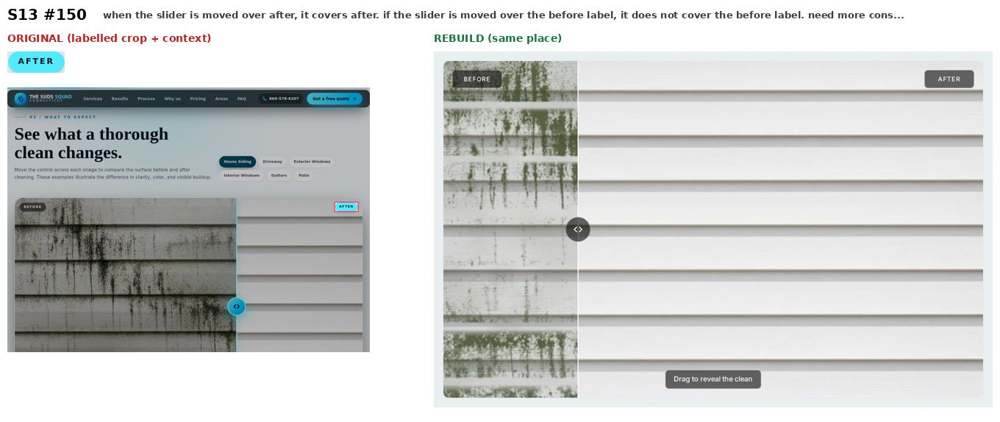 S13 #150
when the slider is moved over after, it covers after. if the slider is moved over the before label, it does not cover the before label. need more cons...
ORIGINAL (labelled crop + context)
REBUILD (same place)
AFTER
THE SUDS SQUAD
Services Results Process Why us Pricing Areas FAQ
Get a free quote
WHAT TO EXPECT
See what a thorough
clean changes.
Move the control across each image to compare the surface before and after
cleaning. These examples illustrate the difference in clarity, color, and visible buildup.
House Siding Driveway Exterior Windows
Interior Windows Gutters Patio
BEFORE
AFTER
BEFORE
AFTER
Drag to reveal the clean